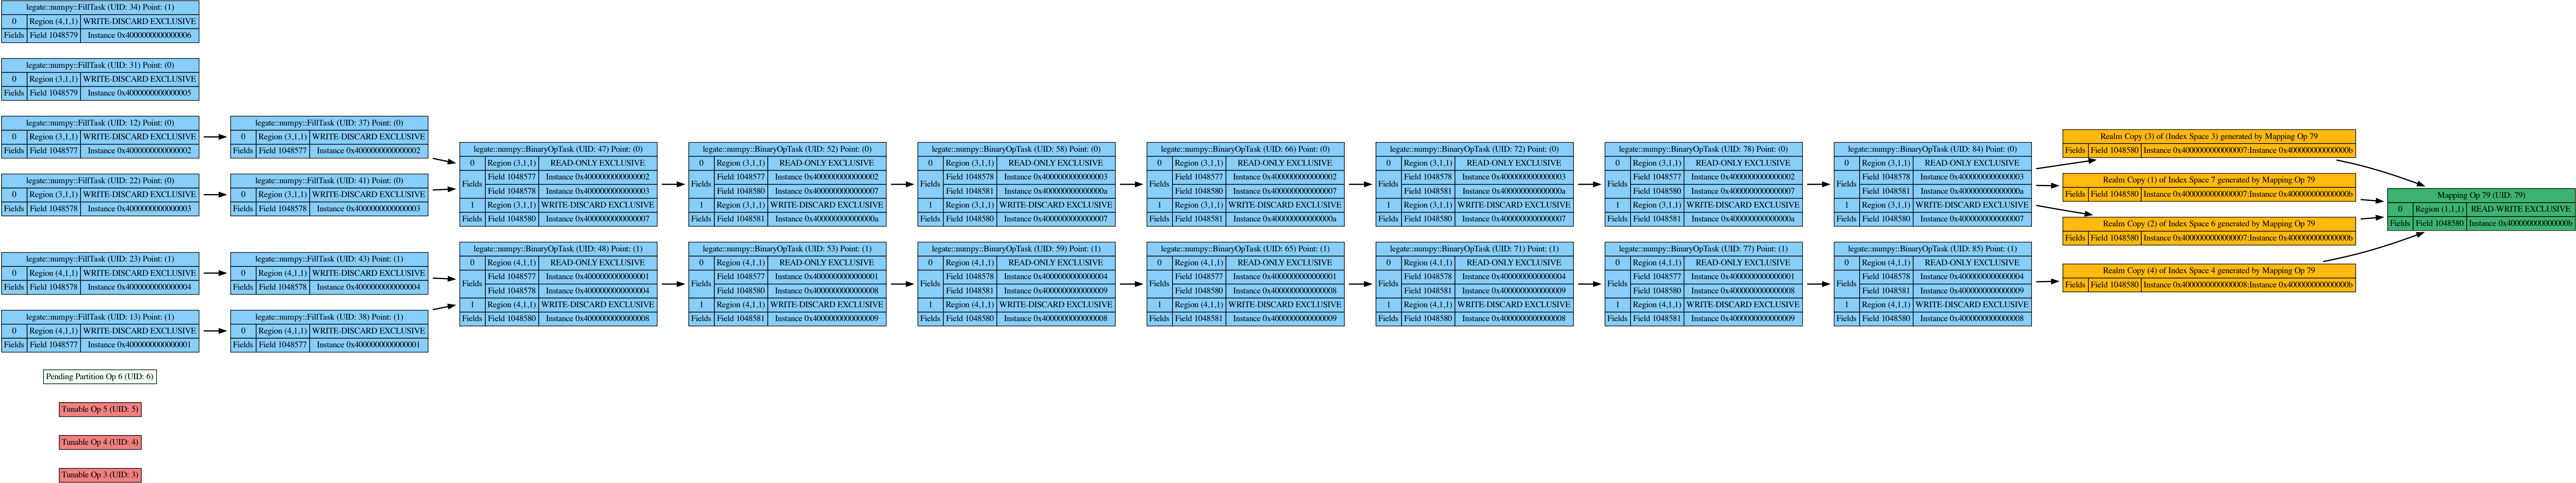 legate::numpy::FillTask (UID: 34) Point: (1)
0 Region (4,1,1) WRITE-DISCARD EXCLUSIVE
Fields Field 1048579 Instance 0x4000000000000006
legate::numpy::FillTask (UID: 31) Point: (0)
0 Region (3,1,1) WRITE-DISCARD EXCLUSIVE
Fields Field 1048579 Instance 0x4000000000000005
legate::numpy::FillTask (UID: 12) Point: (0)
0 Region (3,1,1) WRITE-DISCARD EXCLUSIVE
Fields Field 1048577 Instance 0x4000000000000002
legate::numpy::FillTask (UID: 22) Point: (0)
0 Region (3,1,1) WRITE-DISCARD EXCLUSIVE
Fields Field 1048578 Instance 0x4000000000000003
legate::numpy::FillTask (UID: 23) Point: (1)
0 Region (4,1,1) WRITE-DISCARD EXCLUSIVE
Fields Field 1048578 Instance 0x4000000000000004
legate::numpy::FillTask (UID: 13) Point: (1)
0 Region (4,1,1) WRITE-DISCARD EXCLUSIVE
Fields Field 1048577 Instance 0x4000000000000001
Pending Partition Op 6 (UID: 6)
Tunable Op 5 (UID: 5)
Tunable Op 4 (UID: 4)
Tunable Op 3 (UID: 3)
legate::numpy::FillTask (UID: 37) Point: (0)
0 Region (3,1,1) WRITE-DISCARD EXCLUSIVE
Fields Field 1048577 Instance 0x4000000000000002
legate::numpy::FillTask (UID: 41) Point: (0)
0 Region (3,1,1) WRITE-DISCARD EXCLUSIVE
Fields Field 1048578 Instance 0x4000000000000003
legate::numpy::FillTask (UID: 43) Point: (1)
0 Region (4,1,1) WRITE-DISCARD EXCLUSIVE
Fields Field 1048578 Instance 0x4000000000000004
legate::numpy::FillTask (UID: 38) Point: (1)
0 Region (4,1,1) WRITE-DISCARD EXCLUSIVE
Fields Field 1048577 Instance 0x4000000000000001
legate::numpy::BinaryOpTask (UID: 47) Point: (0)
0 Region (3,1,1) READ-ONLY EXCLUSIVE
Fields Field 1048577 Instance 0x4000000000000002
Field 1048578 Instance 0x4000000000000003
1 Region (3,1,1) WRITE-DISCARD EXCLUSIVE
Fields Field 1048580 Instance 0x4000000000000007
legate::numpy::BinaryOpTask (UID: 48) Point: (1)
0 Region (4,1,1) READ-ONLY EXCLUSIVE
Fields Field 1048577 Instance 0x4000000000000001
Field 1048578 Instance 0x4000000000000004
1 Region (4,1,1) WRITE-DISCARD EXCLUSIVE
Fields Field 1048580 Instance 0x4000000000000008
legate::numpy::BinaryOpTask (UID: 52) Point: (0)
0 Region (3,1,1) READ-ONLY EXCLUSIVE
Fields Field 1048577 Instance 0x4000000000000002
Field 1048580 Instance 0x4000000000000007
1 Region (3,1,1) WRITE-DISCARD EXCLUSIVE
Fields Field 1048581 Instance 0x400000000000000a
legate::numpy::BinaryOpTask (UID: 53) Point: (1)
0 Region (4,1,1) READ-ONLY EXCLUSIVE
Fields Field 1048577 Instance 0x4000000000000001
Field 1048580 Instance 0x4000000000000008
1 Region (4,1,1) WRITE-DISCARD EXCLUSIVE
Fields Field 1048581 Instance 0x4000000000000009
legate::numpy::BinaryOpTask (UID: 58) Point: (0)
0 Region (3,1,1) READ-ONLY EXCLUSIVE
Fields Field 1048578 Instance 0x4000000000000003
Field 1048581 Instance 0x400000000000000a
1 Region (3,1,1) WRITE-DISCARD EXCLUSIVE
Fields Field 1048580 Instance 0x4000000000000007
legate::numpy::BinaryOpTask (UID: 59) Point: (1)
0 Region (4,1,1) READ-ONLY EXCLUSIVE
Fields Field 1048578 Instance 0x4000000000000004
Field 1048581 Instance 0x4000000000000009
1 Region (4,1,1) WRITE-DISCARD EXCLUSIVE
Fields Field 1048580 Instance 0x4000000000000008
legate::numpy::BinaryOpTask (UID: 66) Point: (0)
0 Region (3,1,1) READ-ONLY EXCLUSIVE
Fields Field 1048577 Instance 0x4000000000000002
Field 1048580 Instance 0x4000000000000007
1 Region (3,1,1) WRITE-DISCARD EXCLUSIVE
Fields Field 1048581 Instance 0x400000000000000a
legate::numpy::BinaryOpTask (UID: 65) Point: (1)
0 Region (4,1,1) READ-ONLY EXCLUSIVE
Fields Field 1048577 Instance 0x4000000000000001
Field 1048580 Instance 0x4000000000000008
1 Region (4,1,1) WRITE-DISCARD EXCLUSIVE
Fields Field 1048581 Instance 0x4000000000000009
legate::numpy::BinaryOpTask (UID: 72) Point: (0)
0 Region (3,1,1) READ-ONLY EXCLUSIVE
Fields Field 1048578 Instance 0x4000000000000003
Field 1048581 Instance 0x400000000000000a
1 Region (3,1,1) WRITE-DISCARD EXCLUSIVE
Fields Field 1048580 Instance 0x4000000000000007
legate::numpy::BinaryOpTask (UID: 71) Point: (1)
0 Region (4,1,1) READ-ONLY EXCLUSIVE
Fields Field 1048578 Instance 0x4000000000000004
Field 1048581 Instance 0x4000000000000009
1 Region (4,1,1) WRITE-DISCARD EXCLUSIVE
Fields Field 1048580 Instance 0x4000000000000008
legate::numpy::BinaryOpTask (UID: 78) Point: (0)
0 Region (3,1,1) READ-ONLY EXCLUSIVE
Fields Field 1048577 Instance 0x4000000000000002
Field 1048580 Instance 0x4000000000000007
1 Region (3,1,1) WRITE-DISCARD EXCLUSIVE
Fields Field 1048581 Instance 0x400000000000000a
legate::numpy::BinaryOpTask (UID: 77) Point: (1)
0 Region (4,1,1) READ-ONLY EXCLUSIVE
Fields Field 1048577 Instance 0x4000000000000001
Field 1048580 Instance 0x4000000000000008
1 Region (4,1,1) WRITE-DISCARD EXCLUSIVE
Fields Field 1048581 Instance 0x4000000000000009
legate::numpy::BinaryOpTask (UID: 84) Point: (0)
0 Region (3,1,1) READ-ONLY EXCLUSIVE
Fields Field 1048578 Instance 0x4000000000000003
Field 1048581 Instance 0x400000000000000a
1 Region (3,1,1) WRITE-DISCARD EXCLUSIVE
Fields Field 1048580 Instance 0x4000000000000007
legate::numpy::BinaryOpTask (UID: 85) Point: (1)
0 Region (4,1,1) READ-ONLY EXCLUSIVE
Fields Field 1048578 Instance 0x4000000000000004
Field 1048581 Instance 0x4000000000000009
1 Region (4,1,1) WRITE-DISCARD EXCLUSIVE
Fields Field 1048580 Instance 0x4000000000000008
Realm Copy (3) of (Index Space 3) generated by Mapping Op 79
Fields Field 1048580 Instance 0x4000000000000007:Instance 0x400000000000000b
Realm Copy (1) of Index Space 7 generated by Mapping Op 79
Fields Field 1048580 Instance 0x4000000000000007:Instance 0x400000000000000b
Realm Copy (2) of Index Space 6 generated by Mapping Op 79
Fields Field 1048580 Instance 0x4000000000000007:Instance 0x400000000000000b
Realm Copy (4) of Index Space 4 generated by Mapping Op 79
Fields Field 1048580 Instance 0x4000000000000008:Instance 0x400000000000000b
Mapping Op 79 (UID: 79)
0 Region (1,1,1) READ-WRITE EXCLUSIVE
Fields Field 1048580 Instance 0x400000000000000b